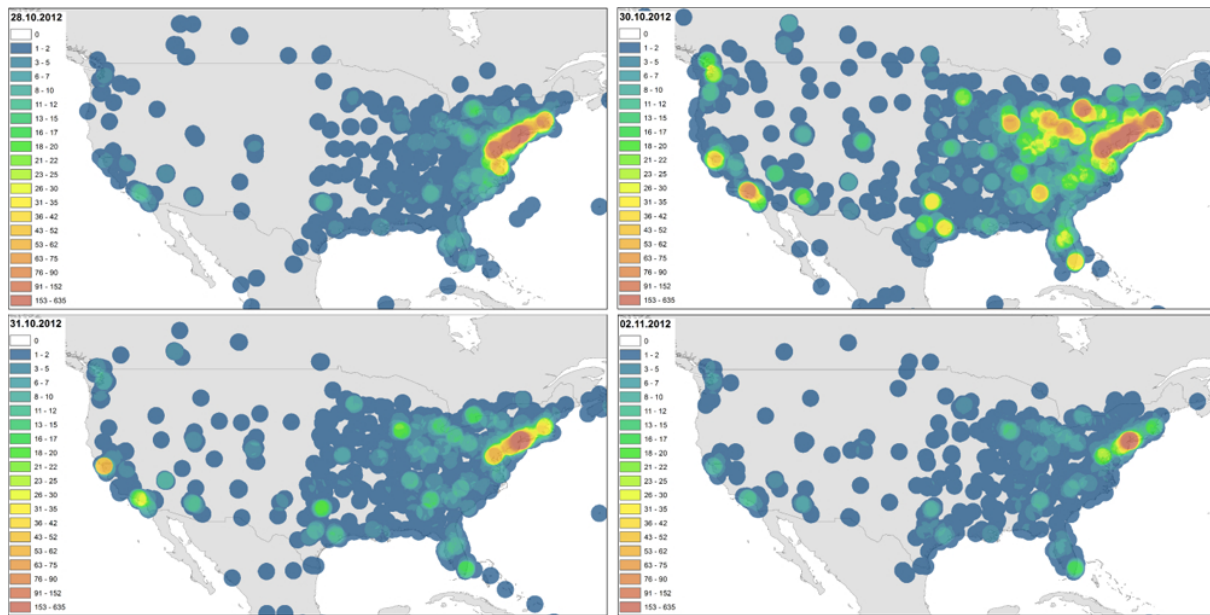 28.10.2012
0
1 - 2
3 - 5
6 - 7
8 - 10
11 - 12
13 - 15
16 - 17
18 - 20
21 - 22
23 - 25
26 - 30
31 - 35
36 - 42
43 - 52
53 - 62
63 - 75
76 - 90
91 - 152
153 - 635
30.10.2012
0
1 - 2
3 - 5
6 - 7
8 - 10
11 - 12
13 - 15
16 - 17
18 - 20
21 - 22
23 - 25
26 - 30
31 - 35
36 - 42
43 - 52
53 - 62
63 - 75
76 - 90
91 - 152
153 - 635
31.10.2012
0
1 - 2
3 - 5
6 - 7
8 - 10
11 - 12
13 - 15
16 - 17
18 - 20
21 - 22
23 - 25
26 - 30
31 - 35
36 - 42
43 - 52
53 - 62
63 - 75
76 - 90
91 - 152
153 - 635
02.11.2012
0
1 - 2
3 - 5
6 - 7
8 - 10
11 - 12
13 - 15
16 - 17
18 - 20
21 - 22
23 - 25
26 - 30
31 - 35
36 - 42
43 - 52
53 - 62
63 - 75
76 - 90
91 - 152
153 - 635